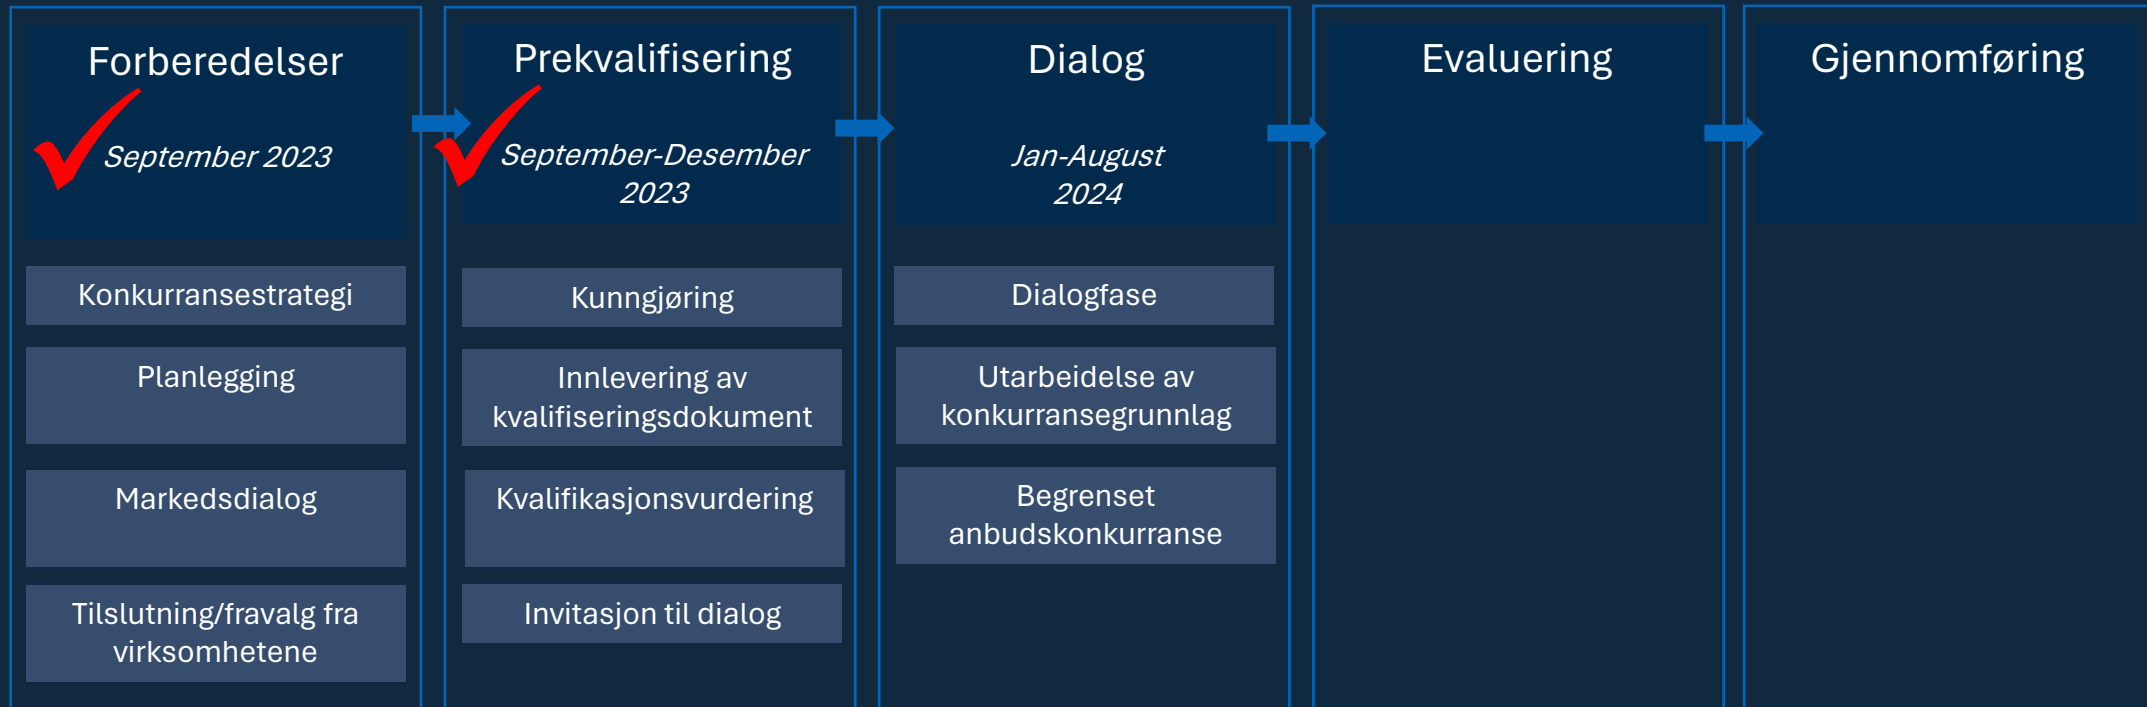 Forberedelser
September 2023
Konkurransestrategi
Planlegging
Markedsdialog
Tilslutning/fravalg fra
virksomhetene
Prekvalifisering
September-Desember
2023
Kunngjøring
Innlevering av
kvalifiseringsdokument
Kvalifikasjonsvurdering
Invitasjon til dialog
Dialog
Jan-August
2024
Dialogfase
Utarbeidelse av
konkurransegrunnlag
Begrenset
anbudskonkurranse
Evaluering
Gjennomføring